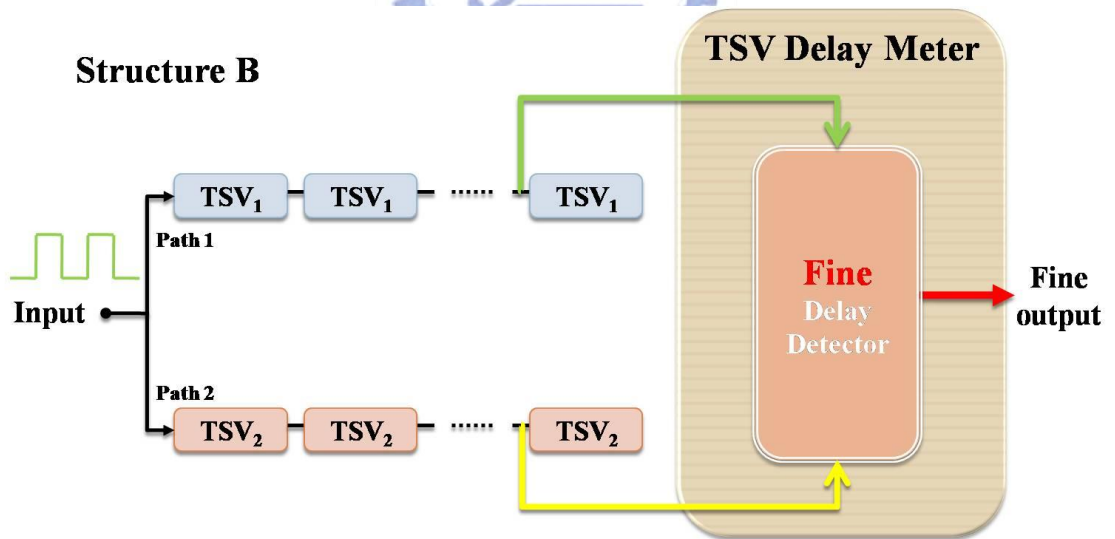 TSV Delay Meter
Structure B
TSV₁ TSV₁ ...... TSV₁
Path 1
Input
Fine
Delay
Detector
Fine
output
Path 2
TSV₂ TSV₂ ...... TSV₂